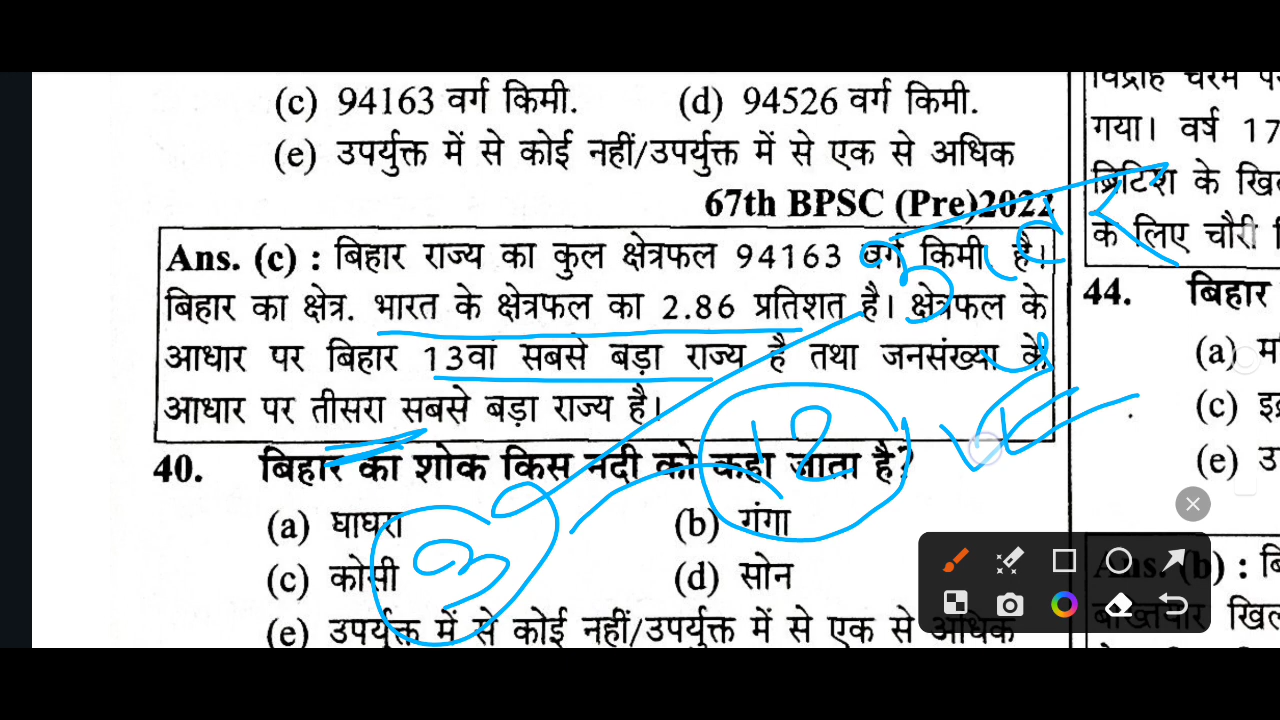 (c) 94163 वर्ग किमी. (d) 94526 वर्ग किमी.
(e) उपर्युक्त में से कोई नहीं/उपर्युक्त में से एक से अधिक
67th BPSC (Pre)2022
Ans. (c) : बिहार राज्य का कुल क्षेत्रफल 94163 वर्ग किमी है।
बिहार का क्षेत्र. भारत के क्षेत्रफल का 2.86 प्रतिशत है। क्षेत्रफल के
आधार पर बिहार 13वां सबसे बड़ा राज्य है तथा जनसंख्या के
आधार पर तीसरा सबसे बड़ा राज्य है।
40. बिहार का शोक किस नदी को कहा जाता है?
(a) घाघरा (b) गंगा
(c) कोसी (d) सोन
(e) उपर्युक्त में से कोई नहीं/उपर्युक्त में से एक से अधिक
3
12
गया। वर्ष 17
ब्रिटिश के
के लिए चौरी
44. बिहार
(a)
(c)
(e)
Ans. (b) :